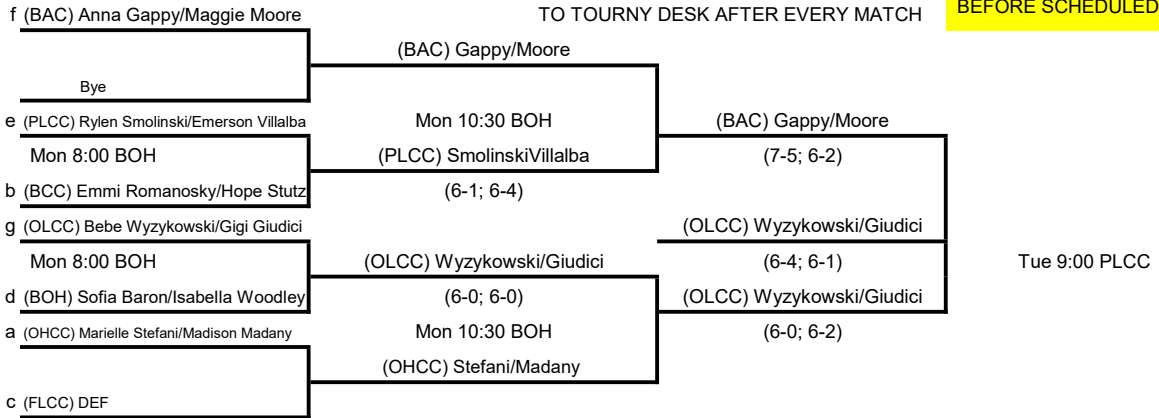 f (BAC) Anna Gappy/Maggie Moore
TO TOURNY DESK AFTER EVERY MATCH
BEFORE SCHEDULED
(BAC) Gappy/Moore
Bye
e (PLCC) Rylen Smolinski/Emerson Villalba
Mon 10:30 BOH
(BAC) Gappy/Moore
Mon 8:00 BOH
(PLCC) SmolinskiVillalba
(7-5; 6-2)
b (BCC) Emmi Romanosky/Hope Stutz
(6-1; 6-4)
g (OLCC) Bebe Wyzykowski/Gigi Giudici
(OLCC) Wyzykowski/Giudici
Mon 8:00 BOH
(OLCC) Wyzykowski/Giudici
(6-4; 6-1)
Tue 9:00 PLCC
d (BOH) Sofia Baron/Isabella Woodley
(6-0; 6-0)
(OLCC) Wyzykowski/Giudici
a (OHCC) Marielle Stefani/Madison Madany
Mon 10:30 BOH
(6-0; 6-2)
(OHCC) Stefani/Madany
c (FLCC) DEF